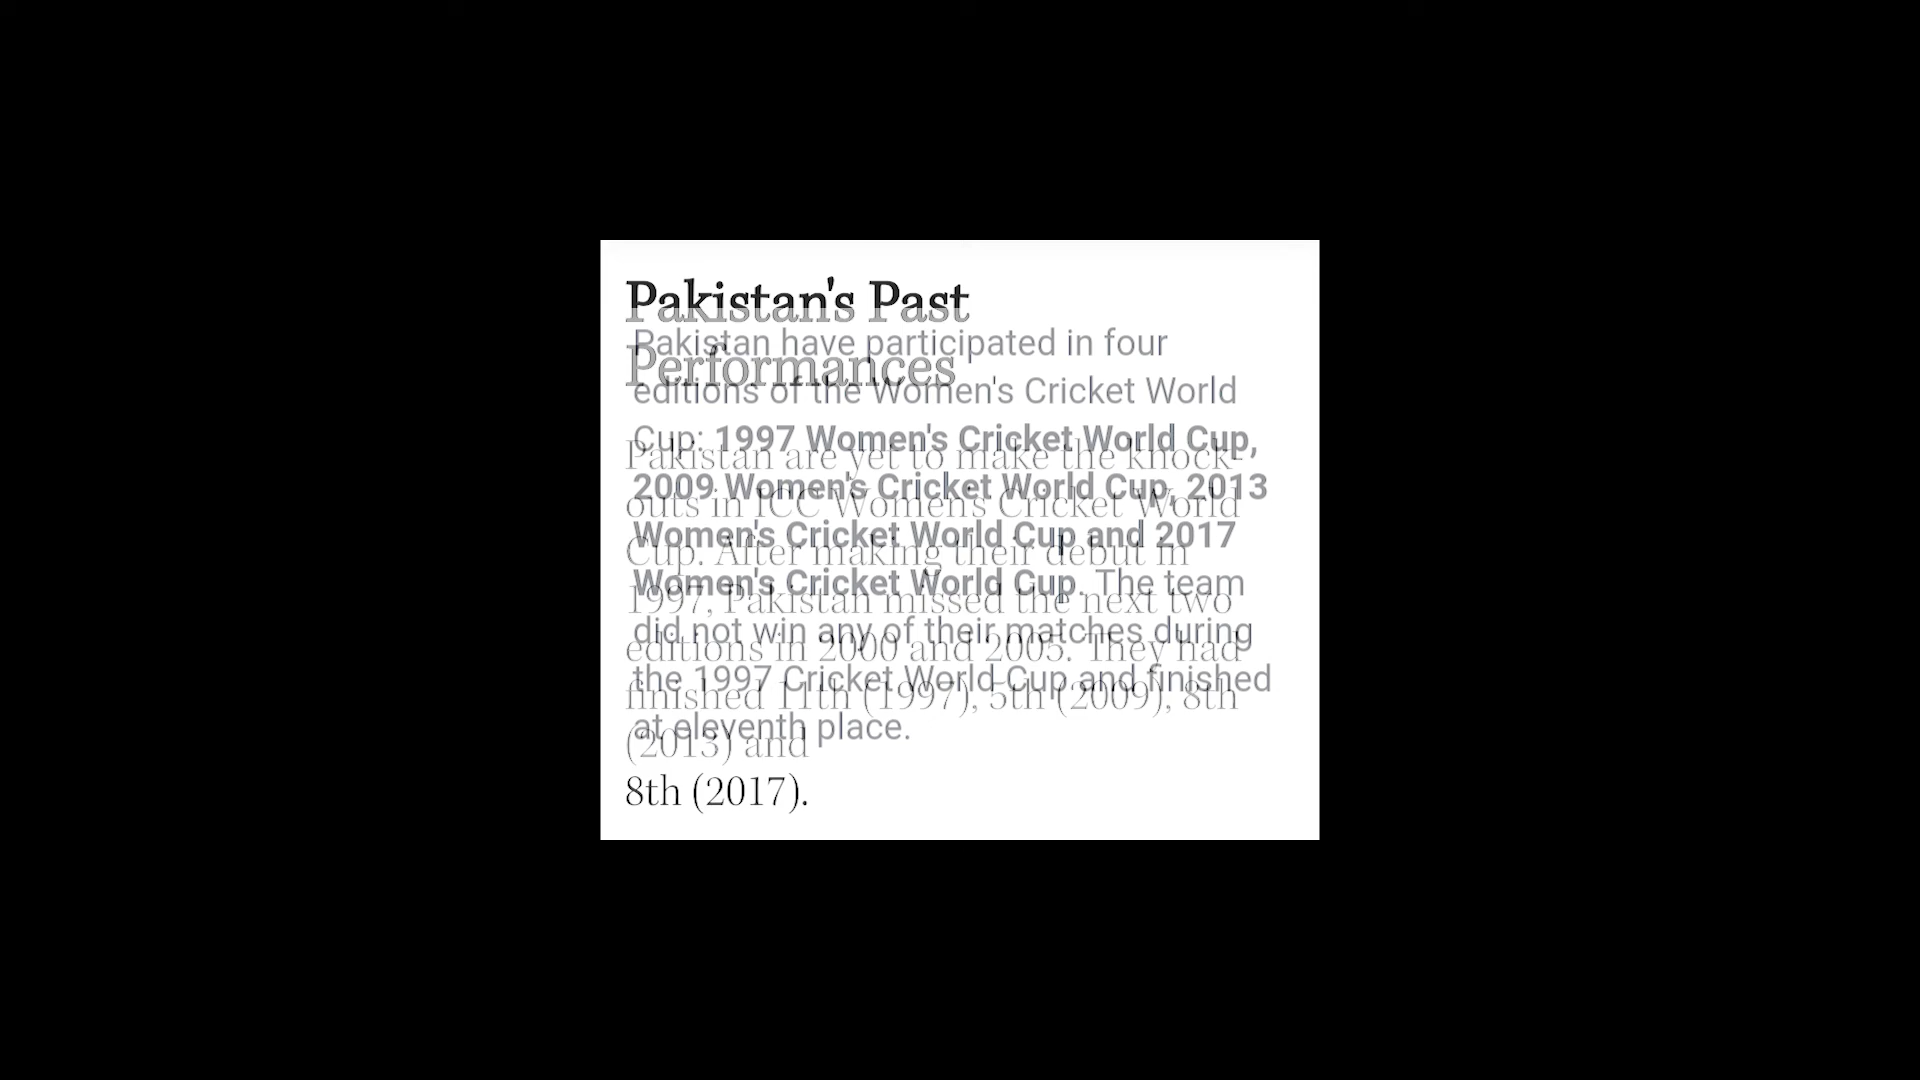 Pakistan's Past
Performances
Pakistan are yet to make the knock-
outs in ICC Women's Cricket World
Cup. After making their debut in
1997, Pakistan missed the next two
editions in 2000 and 2005. They had
finished 11th (1997), 5th (2009), 8th
(2013) and
8th (2017).
Pakistan have participated in four
editions of the Women's Cricket World
Cup: 1997 Women's Cricket World Cup,
2009 Women's Cricket World Cup, 2013
Women's Cricket World Cup and 2017
Women's Cricket World Cup. The team
did not win any of their matches during
the 1997 Cricket World Cup and finished
at eleventh place.